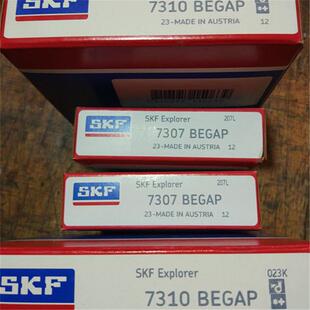 SKF
7310 BEGAP
23-MADE IN AUSTRIA 12
SKF
SKF Explorer
207L
7307 BEGAP
23-MADE IN AUSTRIA 12
SKF
SKF Explorer
207L
7307 BEGAP
23-MADE IN AUSTRIA 12
SKF
SKF Explorer
023K
7310 BEGAP